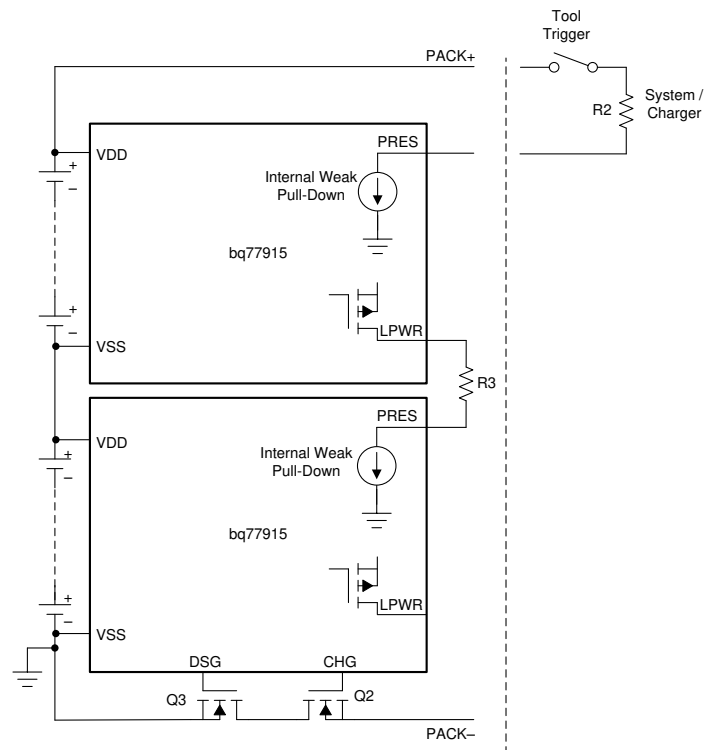 Tool
Trigger
PACK+
R2
System /
Charger
VDD
PRES
+
–
Internal Weak
Pull-Down
bq77915
+
–
LPWR
VSS
R3
PRES
VDD
+
–
Internal Weak
Pull-Down
bq77915
+
–
LPWR
VSS
DSG
CHG
Q3
Q2
PACK–